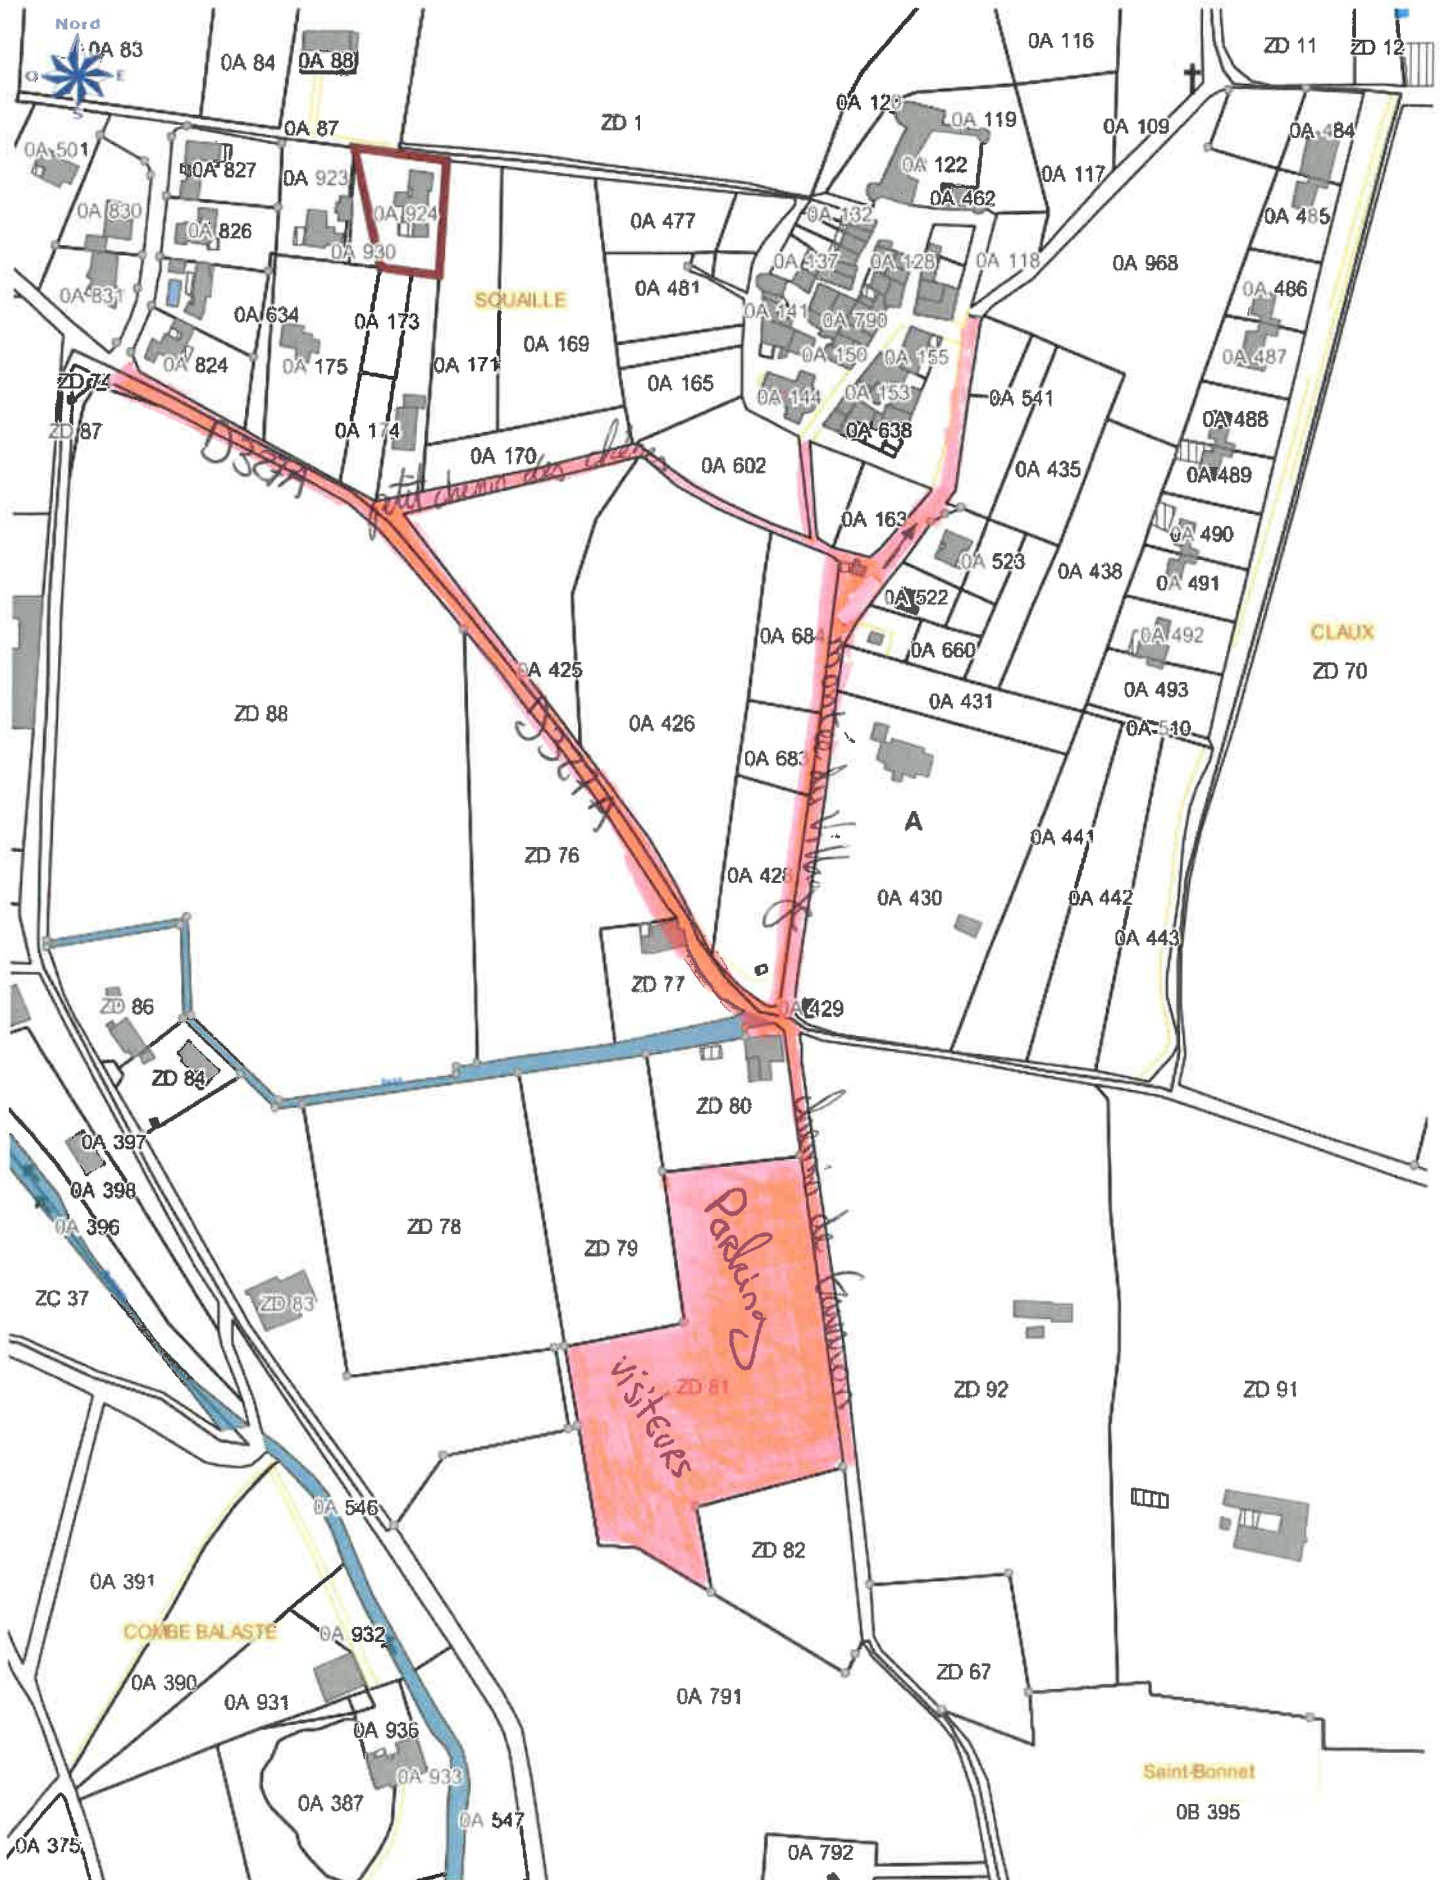 Nord
0A 83
0A 84
0A 88
O
E
S
0A 87
ZD 1
0A 116
ZD 11
ZD 12
0A 120
0A 119
0A 109
0A 484
0A 501
0A 827
0A 923
0A 122
0A 117
0A 462
0A 830
0A 826
0A 924
0A 477
0A 132
0A 485
0A 930
0A 137
0A 128
0A 118
0A 968
0A 831
0A 634
0A 173
SOUAILLE
0A 481
0A 141
0A 790
0A 486
0A 824
0A 175
0A 171
0A 169
0A 150
0A 155
0A 487
ZD 74
0A 165
0A 144
0A 153
0A 541
ZD 87
0A 174
0A 638
0A 488
D327A
0A 170
0A 602
0A 435
0A 489
petit chemin des
0A 163
0A 490
0A 523
0A 438
0A 491
0A 522
0A 684
0A 660
0A 492
CLAUX
0A 425
0A 431
0A 493
ZD 70
ZD 88
0A 426
0A 510
D327A
0A 683
A
0A 441
ZD 76
0A 428
0A 430
0A 442
0A 443
ZD 77
ZD 86
0A 429
ZD 84
ZD 80
0A 397
0A 398
0A 396
ZD 78
ZD 79
Parking
ZC 37
ZD 83
visiteurs
ZD 81
ZD 92
ZD 91
0A 546
ZD 82
0A 391
COMBE BALASTE
0A 932
0A 390
0A 931
0A 791
ZD 67
0A 936
0A 933
Saint-Bonnet
0A 387
0A 547
0B 395
0A 375
0A 792